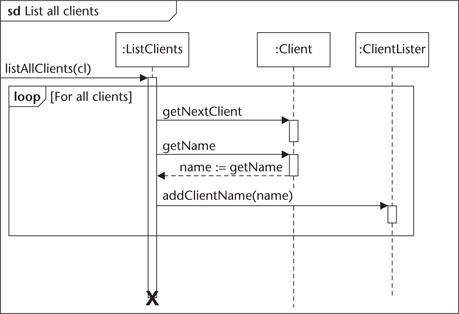 sd List all clients
:ListClients
:Client
:ClientLister
listAllClients(cl)
loop
[For all clients]
getNextClient
getName
name := getName
addClientName(name)
X